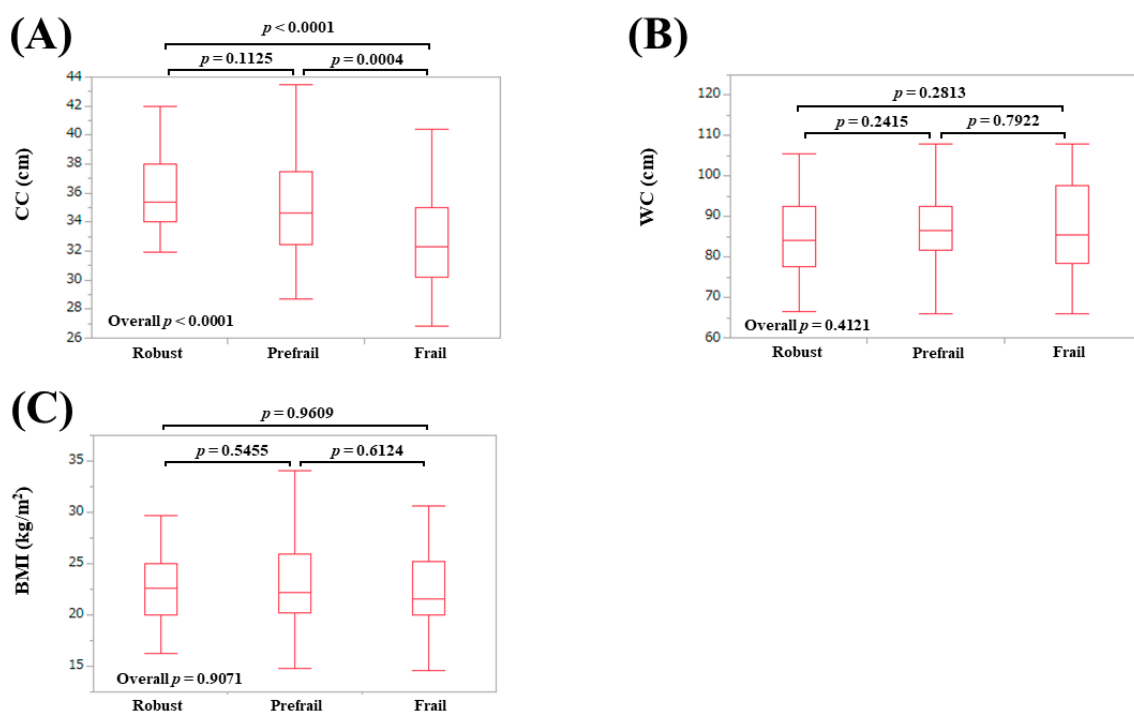 (A)
p < 0.0001
p = 0.1125 p = 0.0004
44
42
40
38
36
34
32
30
28
26
CC (cm)
Overall p < 0.0001
Robust Prefrail Frail
(B)
p = 0.2813
p = 0.2415 p = 0.7922
120
110
100
90
80
70
60
WC (cm)
Overall p = 0.4121
Robust Prefrail Frail
(C)
p = 0.9609
p = 0.5455 p = 0.6124
35
30
25
20
15
BMI (kg/m²)
Overall p = 0.9071
Robust Prefrail Frail